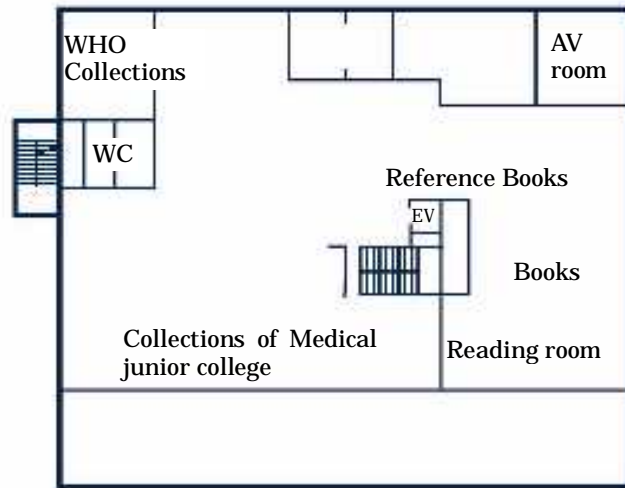 WHO
Collections
AV
room
WC
Reference Books
EV
Books
Collections of Medical
junior college
Reading room